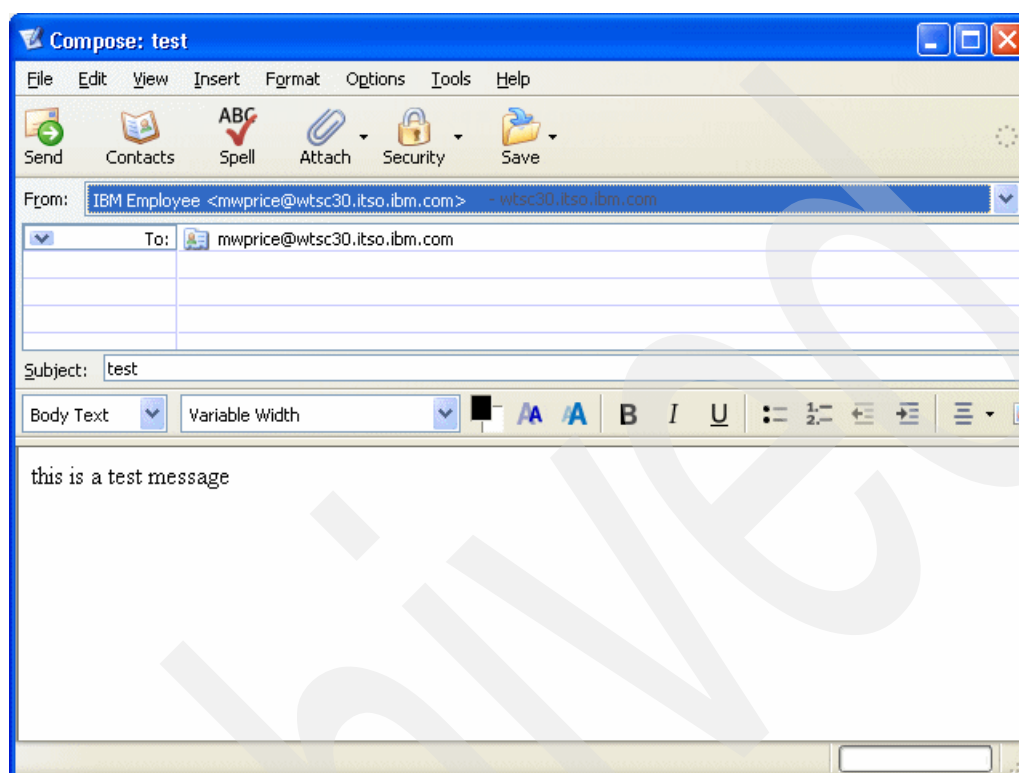 Compose: test
File Edit View Insert Format Options Tools Help
ABC
Send Contacts Spell Attach Security Save
From: IBM Employee <mwprice@wtsc30.itso.ibm.com> - wtsc30.itso.ibm.com
To: mwprice@wtsc30.itso.ibm.com
Subject: test
Body Text Variable Width B I U
this is a test message
hived